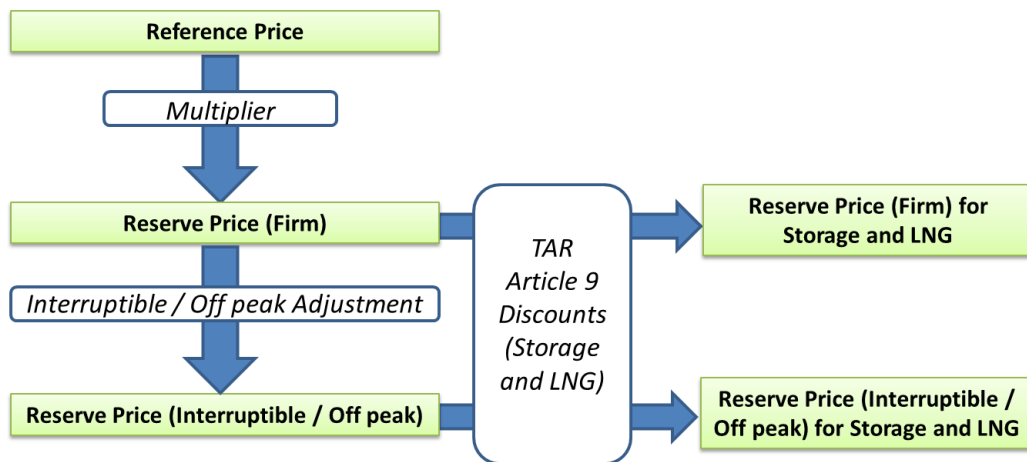 Reference Price
Multiplier
Reserve Price (Firm)
Interruptible / Off peak Adjustment
Reserve Price (Interruptible / Off peak)
TAR
Article 9
Discounts
(Storage
and LNG)
Reserve Price (Firm) for
Storage and LNG
Reserve Price (Interruptible /
Off peak) for Storage and LNG